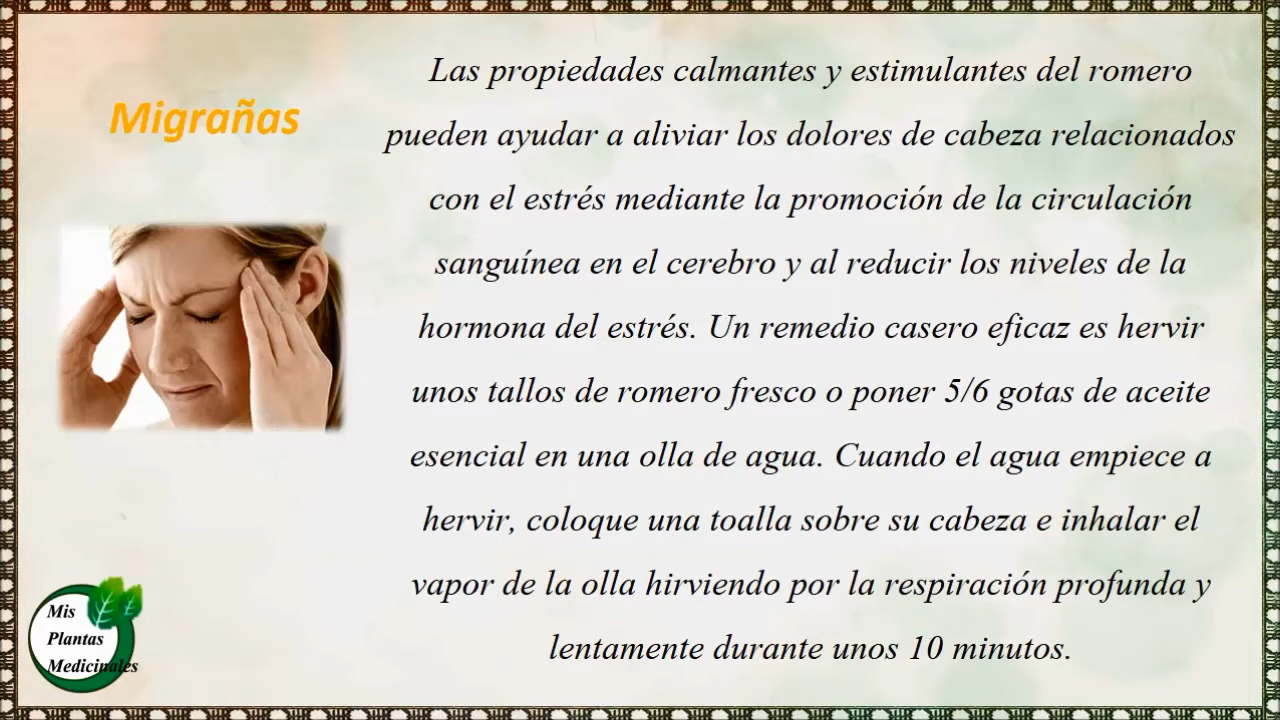 Migrañas
Las propiedades calmantes y estimulantes del romero
pueden ayudar a aliviar los dolores de cabeza relacionados
con el estrés mediante la promoción de la circulación
sanguínea en el cerebro y al reducir los niveles de la
hormona del estrés. Un remedio casero eficaz es hervir
unos tallos de romero fresco o poner 5/6 gotas de aceite
esencial en una olla de agua. Cuando el agua empiece a
hervir, coloque una toalla sobre su cabeza e inhalar el
vapor de la olla hirviendo por la respiración profunda y
lentamente durante unos 10 minutos.
Mis
Plantas
Medicinales